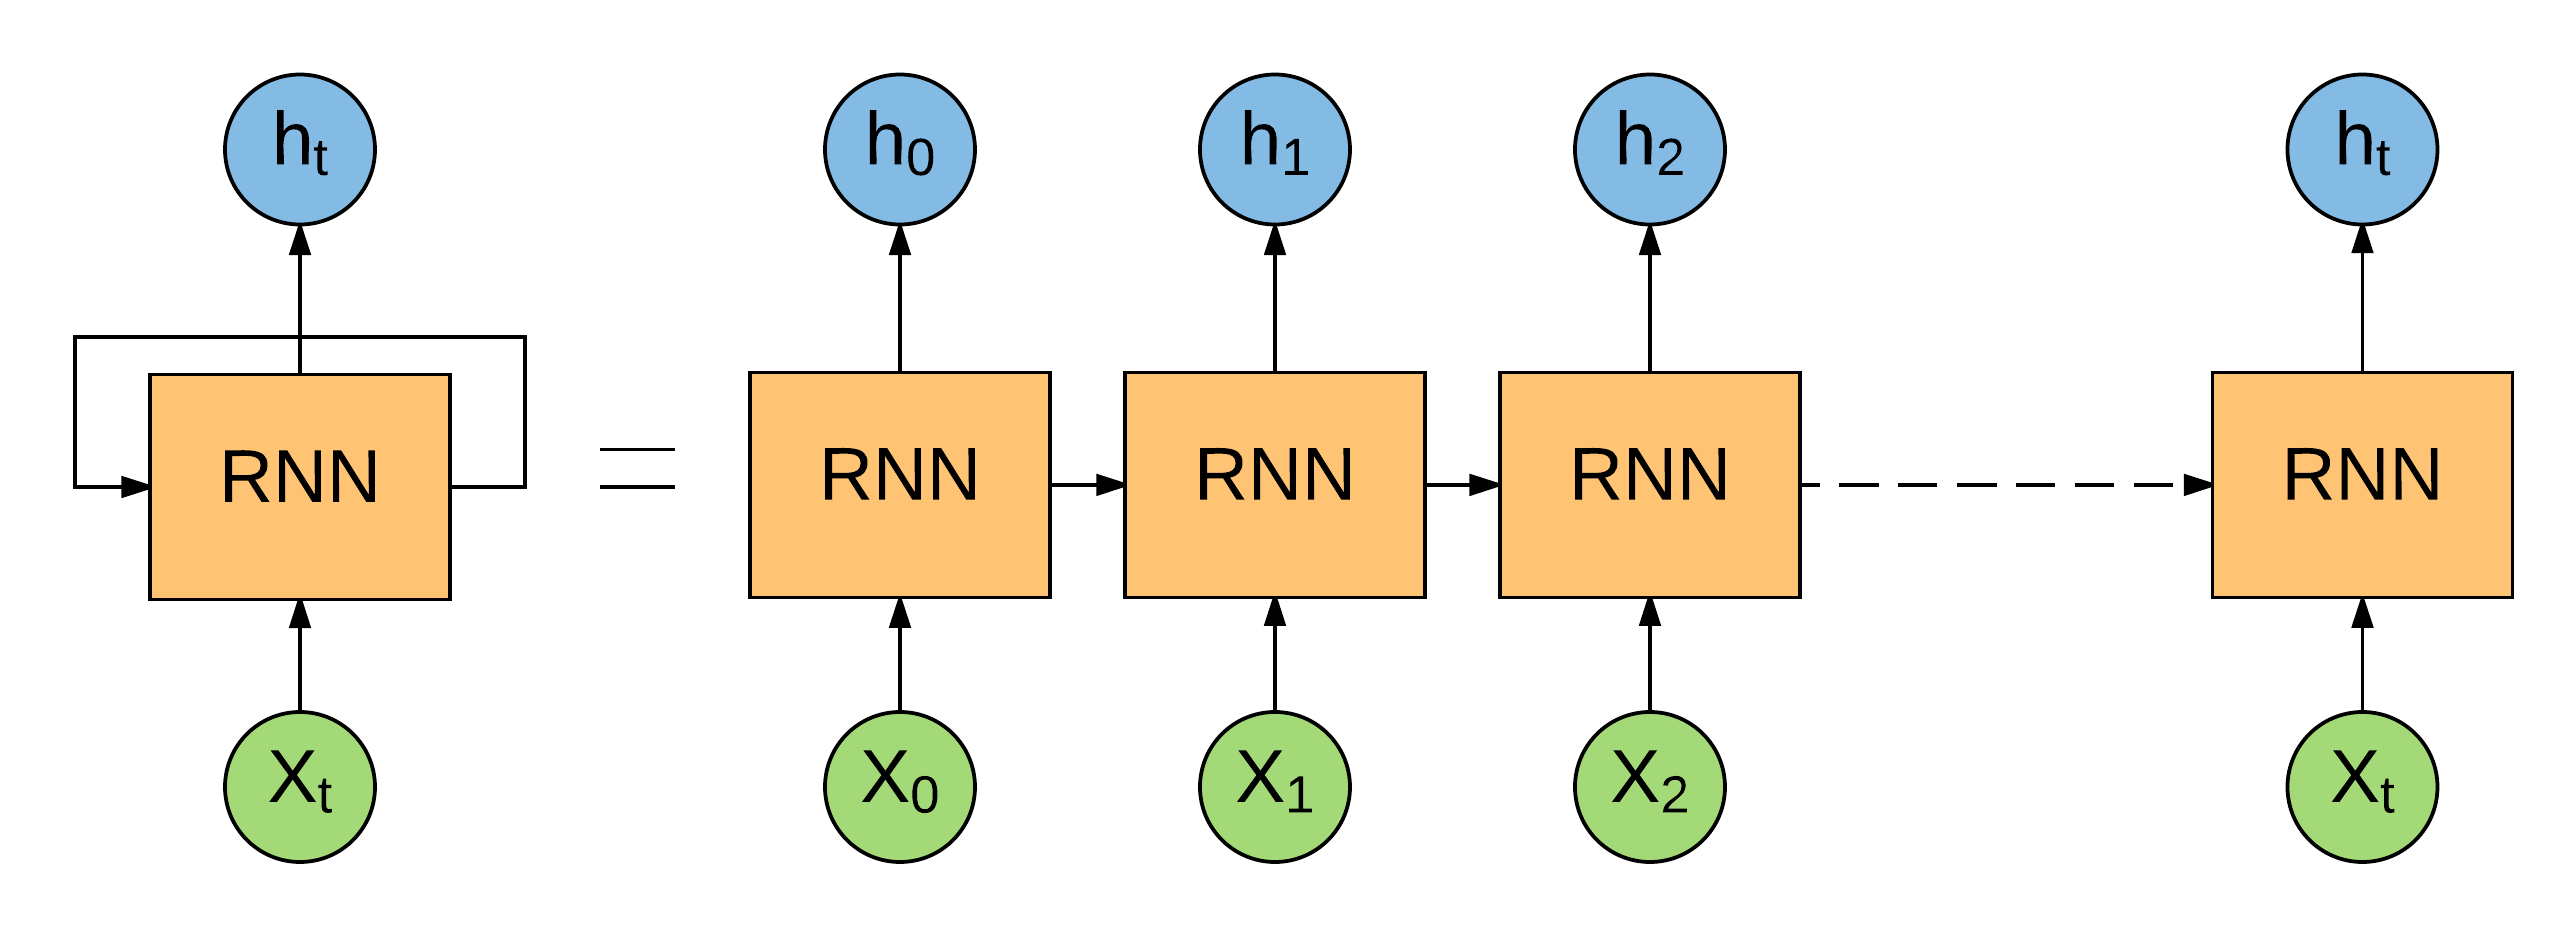 h_t h_0 h_1 h_2 h_t
RNN = RNN RNN RNN RNN
X_t X_0 X_1 X_2 X_t